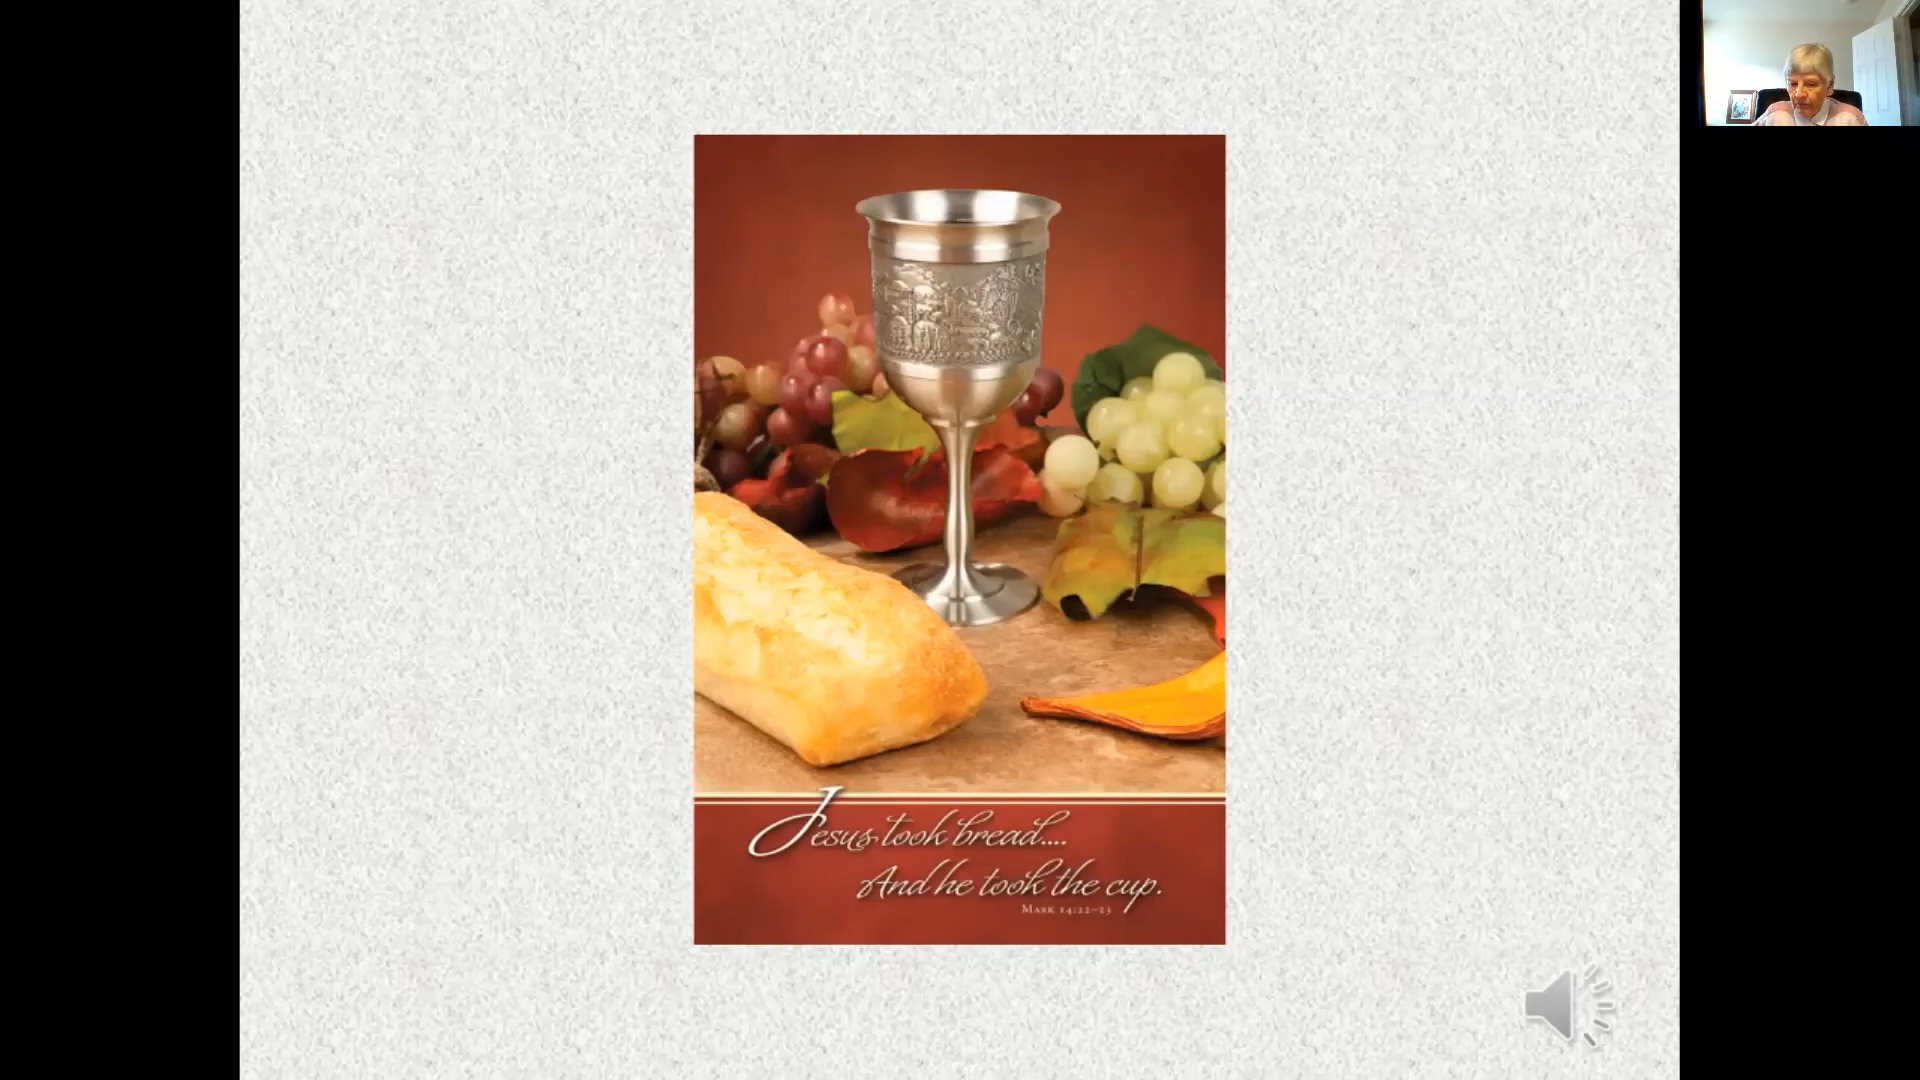 Jesus took bread....
And he took the cup.
Mark 14:22-23